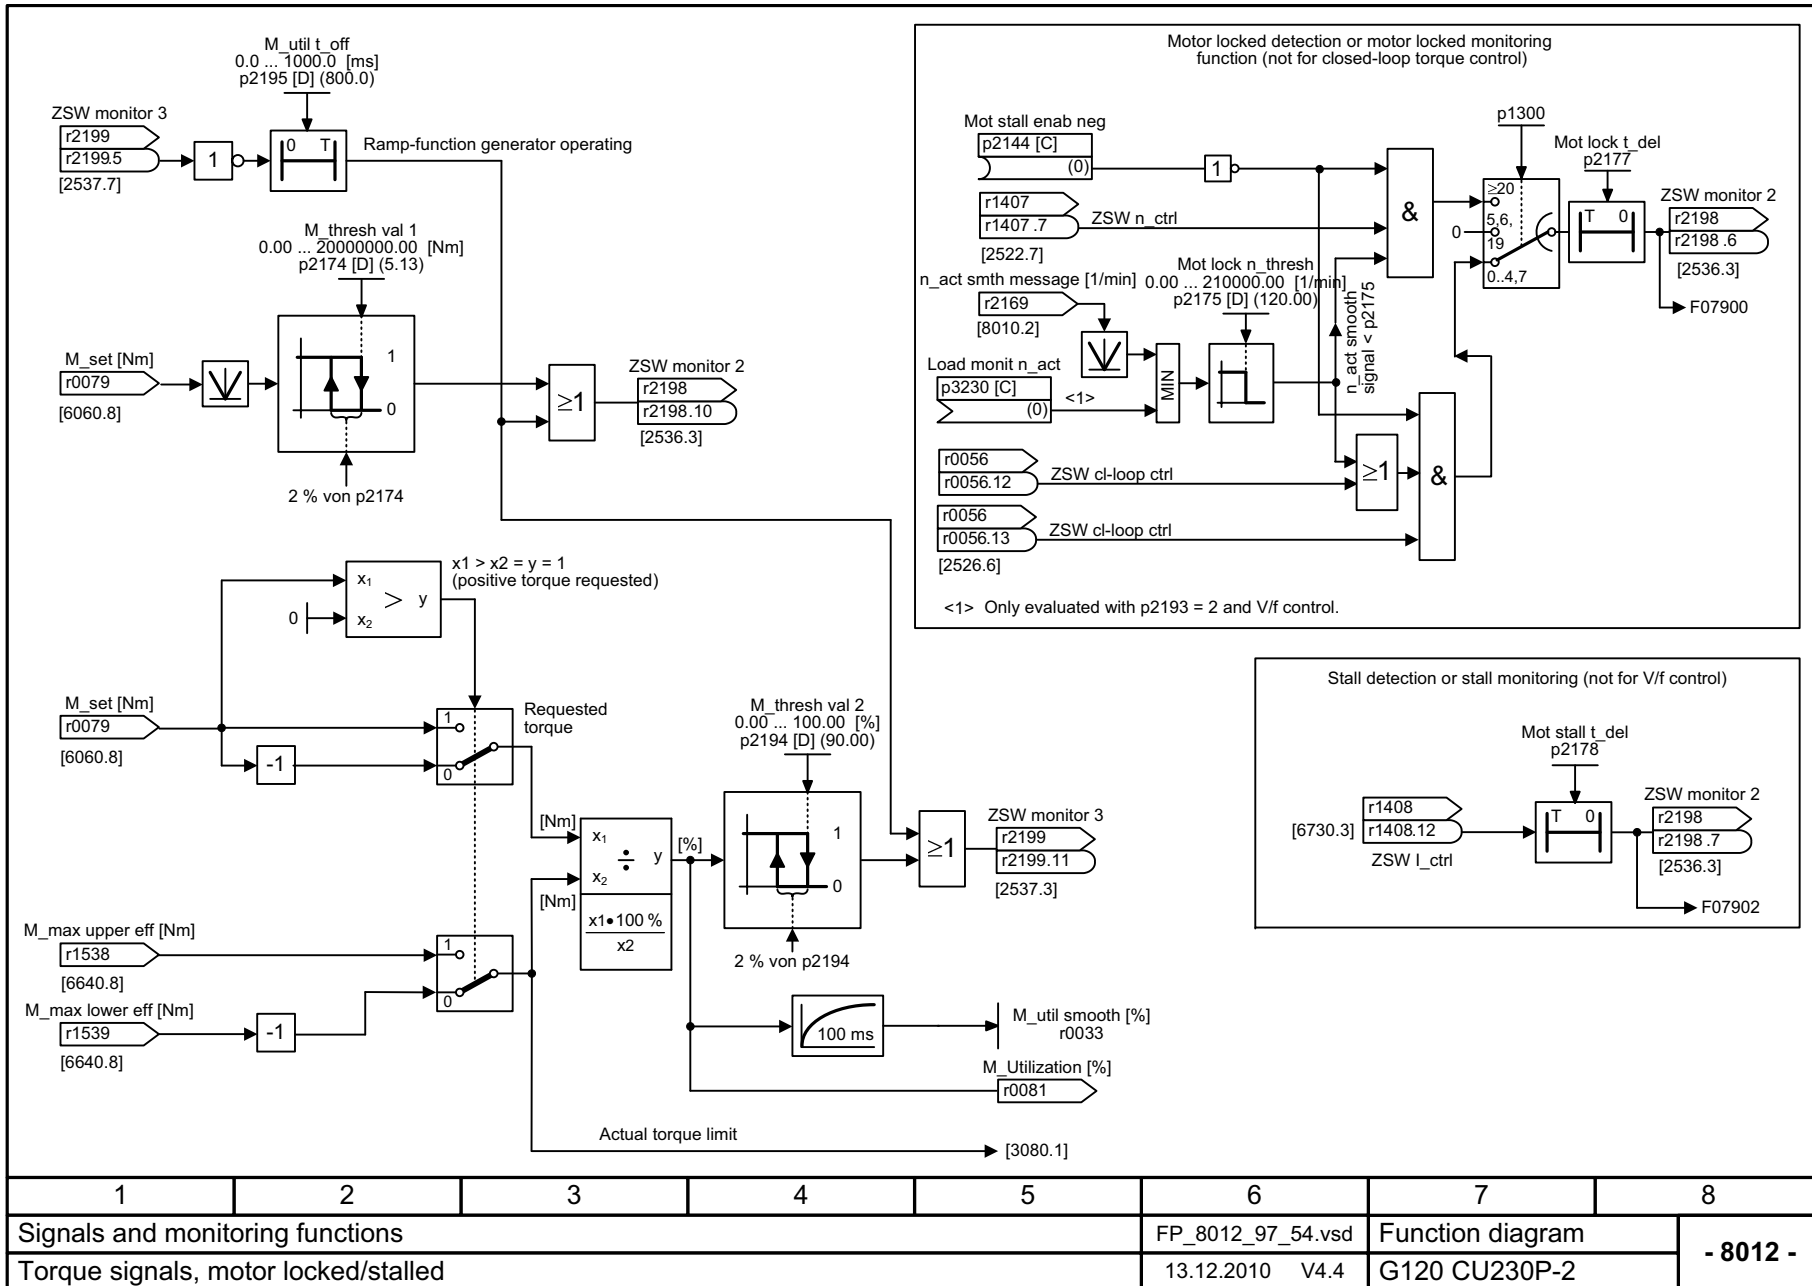 M_util t_off
0.0 ... 1000.0 [ms]
p2195 [D] (800.0)
ZSW monitor 3
r2199
r2199.5
[2537.7]
1
0 T
Ramp-function generator operating
M_thresh val 1
0.00 ... 20000000.00 [Nm]
p2174 [D] (5.13)
M_set [Nm]
r0079
[6060.8]
1
0
2 % von p2174
≥1
ZSW monitor 2
r2198
r2198.10
[2536.3]
x1 > x2 = y = 1
(positive torque requested)
x1
> y
x2
0
M_set [Nm]
r0079
[6060.8]
-1
1
0
Requested
torque
M_max upper eff [Nm]
r1538
[6640.8]
M_max lower eff [Nm]
r1539
[6640.8]
-1
1
0
[Nm]
[Nm]
x1
÷ y
x2
x1•100 %
x2
[%]
M_thresh val 2
0.00 ... 100.00 [%]
p2194 [D] (90.00)
1
0
2 % von p2194
≥1
ZSW monitor 3
r2199
r2199.11
[2537.3]
100 ms
M_util smooth [%]
r0033
M_Utilization [%]
r0081
Actual torque limit
[3080.1]
Motor locked detection or motor locked monitoring
function (not for closed-loop torque control)
Mot stall enab neg
p2144 [C]
(0)
1
r1407
r1407 .7
ZSW n_ctrl
[2522.7]
n_act smth message [1/min]
r2169
[8010.2]
Mot lock n_thresh
0.00 ... 210000.00 [1/min]
p2175 [D] (120.00)
Load monit n_act
p3230 [C]
(0)
<1>
MIN
n_act smooth
signal < p2175
r0056
r0056.12
ZSW cl-loop ctrl
r0056
r0056.13
ZSW cl-loop ctrl
[2526.6]
≥1
&
&
p1300
≥20
5,6,
19
0
0..4,7
Mot lock t_del
p2177
T 0
ZSW monitor 2
r2198
r2198 .6
[2536.3]
F07900
<1> Only evaluated with p2193 = 2 and V/f control.
Stall detection or stall monitoring (not for V/f control)
Mot stall t_del
p2178
[6730.3]
r1408
r1408.12
ZSW I_ctrl
T 0
ZSW monitor 2
r2198
r2198 .7
[2536.3]
F07902
1 2 3 4 5 6 7 8
Signals and monitoring functions
FP_8012_97_54.vsd
Function diagram
- 8012 -
Torque signals, motor locked/stalled
13.12.2010 V4.4
G120 CU230P-2